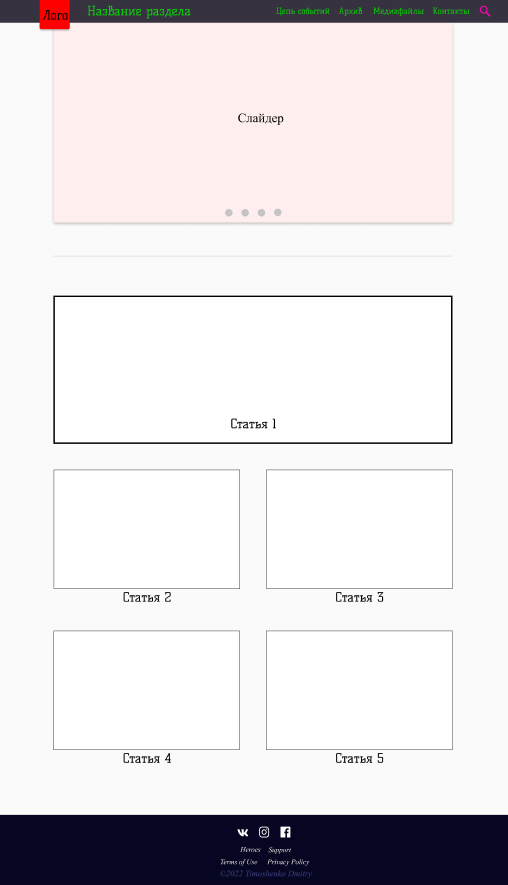 Лого
Название раздела
Цепь событий Архив Медиафайлы Контакты
Слайдер
Статья 1
Статья 2
Статья 3
Статья 4
Статья 5
Heroes Support
Terms of Use Privacy Policy
©2022 Timoshenko Dmitry